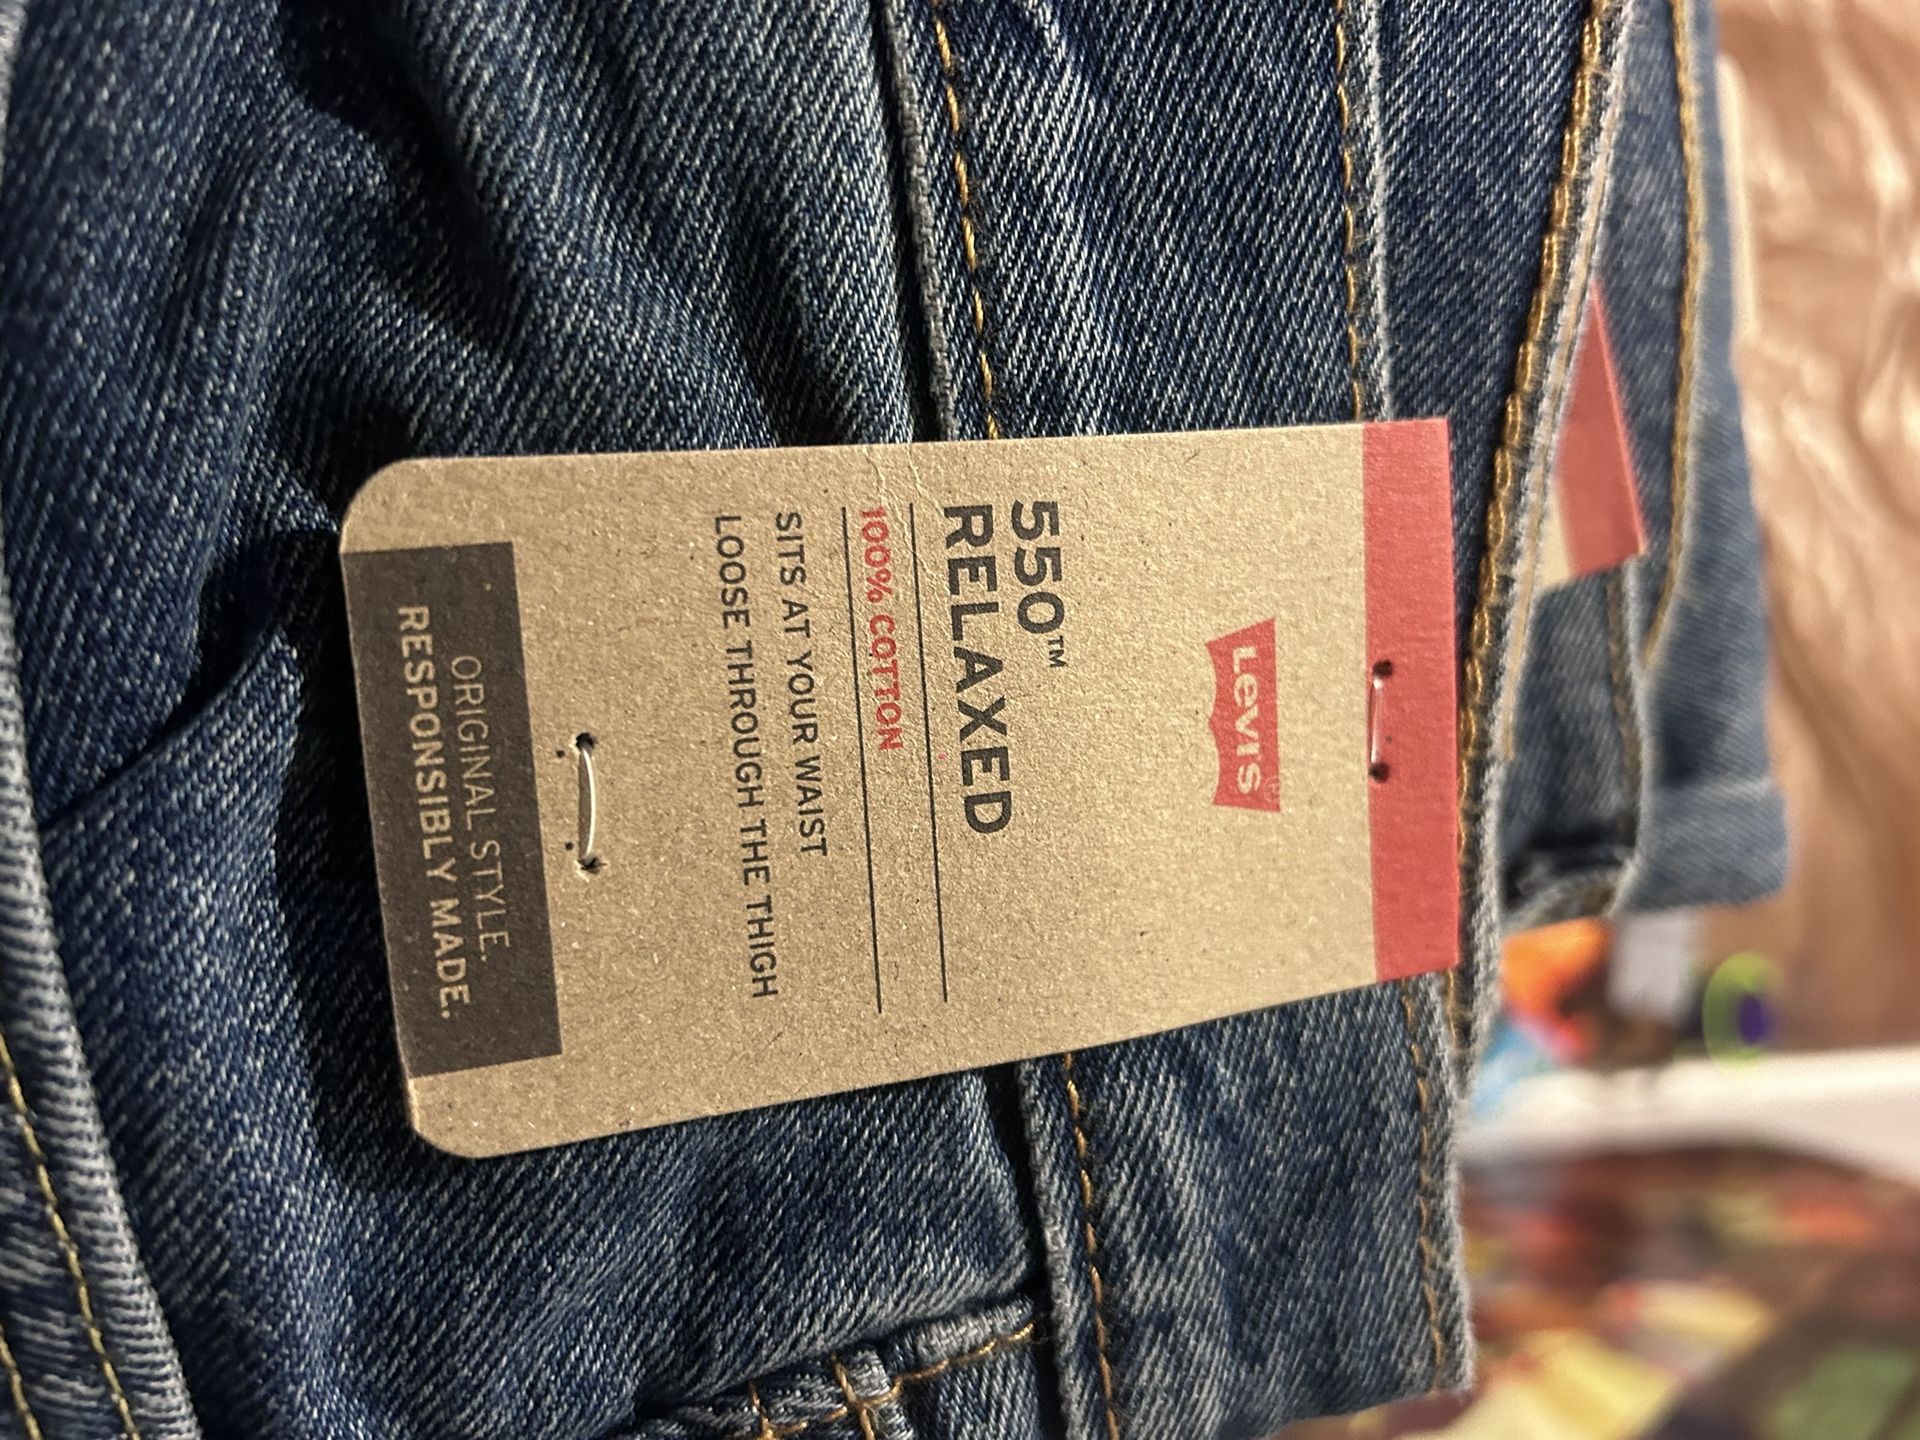 Levi's®
550™
RELAXED
100% COTTON
SITS AT YOUR WAIST
LOOSE THROUGH THE THIGH
ORIGINAL STYLE.
RESPONSIBLY MADE.